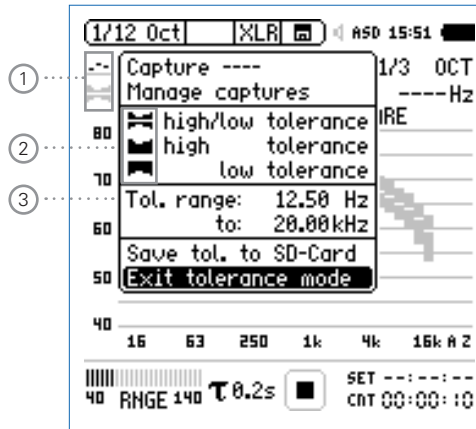 1/12 Oct XLR ASD 15:51
1
-.-
Capture ----
1/3 OCT
Manage captures
----Hz
IRE
2
high/low tolerance
high tolerance
low tolerance
3
Tol. range: 12.50 Hz
to: 20.00kHz
Save tol. to SD-Card
Exit tolerance mode
80
70
60
50
40
16 63 250 1k 4k 16k A Z
40 RNGE 140 τ 0.2s
SET --:--:--
CNT 00:00:10